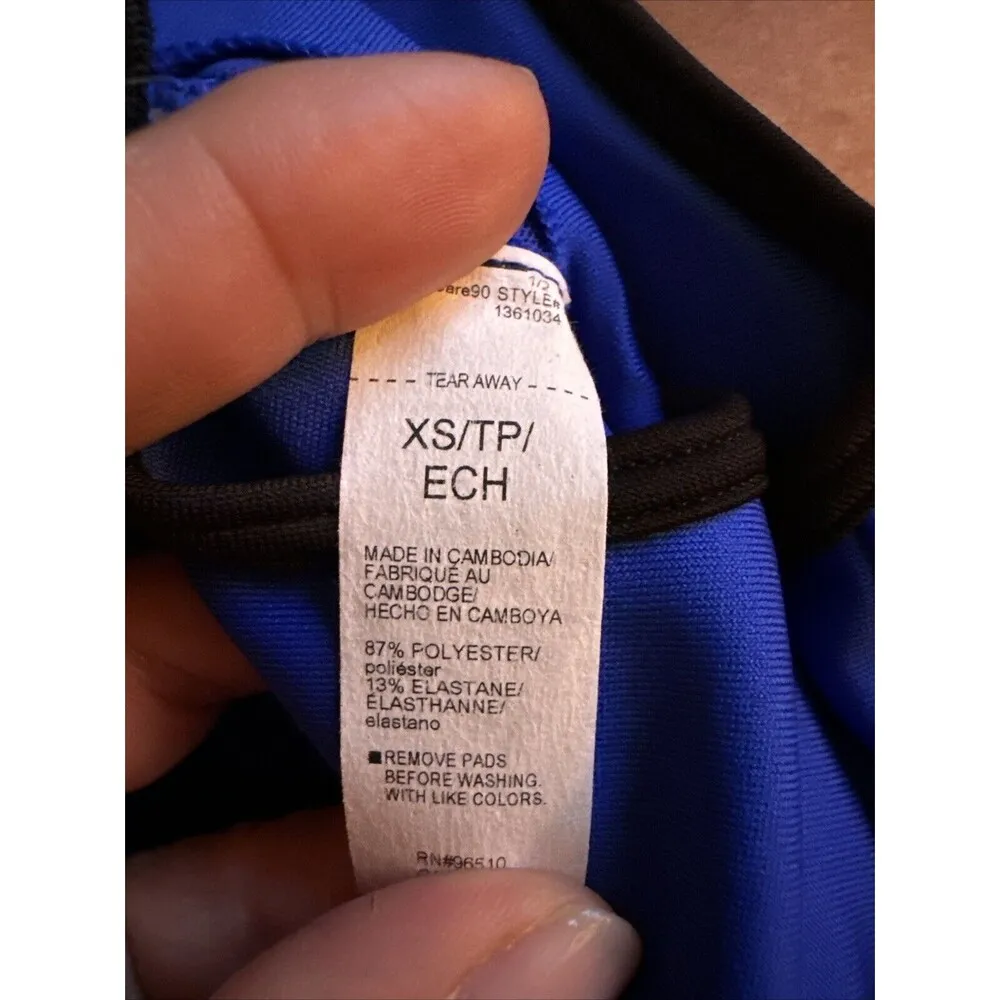 1/5
are90 STYLE#
1361034
- - - - - TEAR AWAY - - - - -
XS/TP/
ECH
MADE IN CAMBODIA/
FABRIQUÉ AU
CAMBODGE/
HECHO EN CAMBOYA
87% POLYESTER/
poliéster
13% ELASTANE/
ÉLASTHANNE/
elastano
■REMOVE PADS
BEFORE WASHING.
WITH LIKE COLORS.
RN#96510